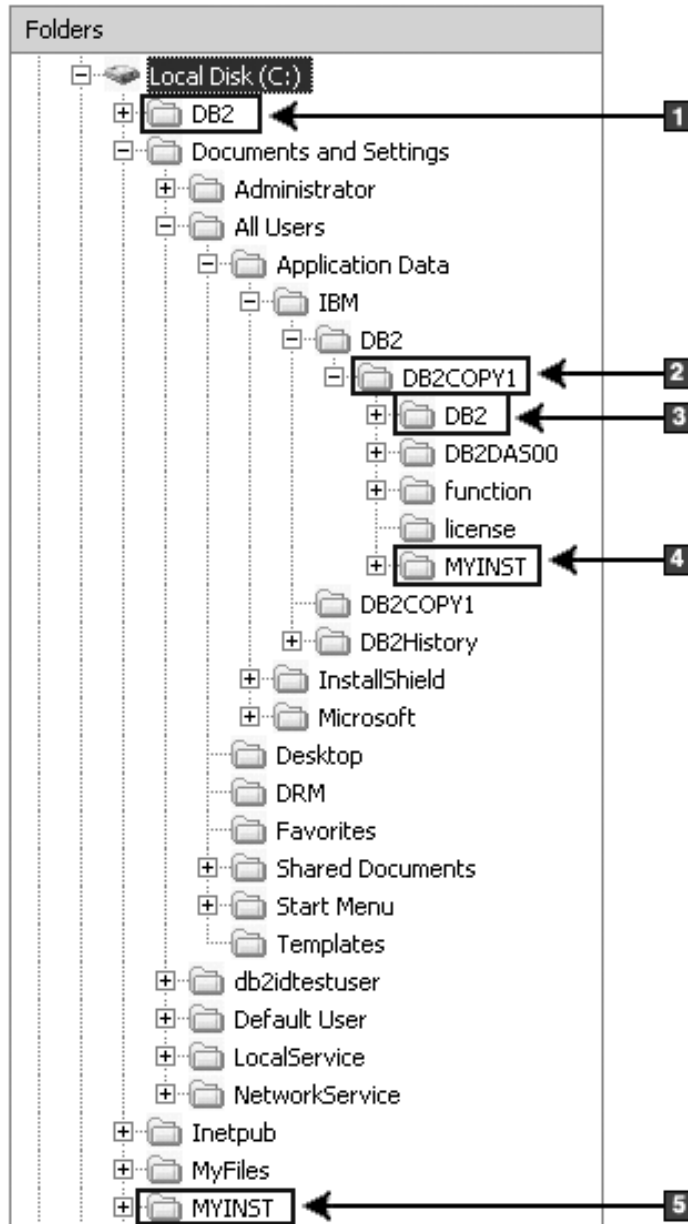 Folders
Local Disk (C:)
DB2 1
Documents and Settings
Administrator
All Users
Application Data
IBM
DB2
DB2COPY1 2
DB2 3
DB2DAS00
function
license
MYINST 4
DB2COPY1
DB2History
InstallShield
Microsoft
Desktop
DRM
Favorites
Shared Documents
Start Menu
Templates
db2idtestuser
Default User
LocalService
NetworkService
Inetpub
MyFiles
MYINST 5